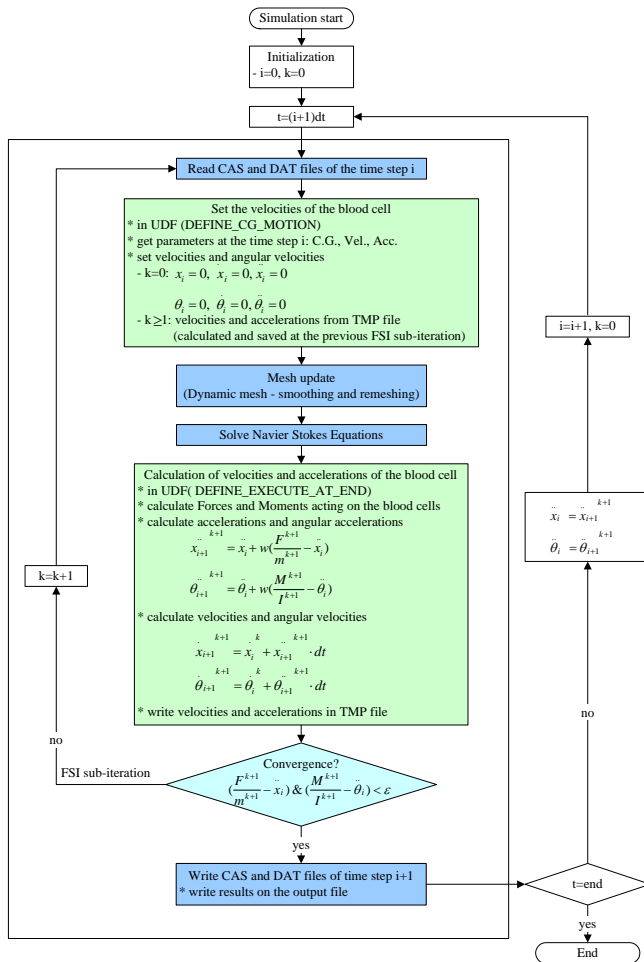 Simulation start
Initialization
- i=0, k=0
t=(i+1)dt
Read CAS and DAT files of the time step i
Set the velocities of the blood cell
* in UDF (DEFINE_CG_MOTION)
* get parameters at the time step i: C.G., Vel., Acc.
* set velocities and angular velocities
- k=0: x_i = 0, ẋ_i = 0, ẍ_i = 0
θ_i = 0, θ̇_i = 0, θ̈_i = 0
- k ≥1: velocities and accelerations from TMP file
(calculated and saved at the previous FSI sub-iteration)
Mesh update
(Dynamic mesh - smoothing and remeshing)
Solve Navier Stokes Equations
Calculation of velocities and accelerations of the blood cell
* in UDF( DEFINE_EXECUTE_AT_END)
* calculate Forces and Moments acting on the blood cells
* calculate accelerations and angular accelerations
ẍ_{i+1}^{k+1} = ẍ_i + w(F^{k+1}/m^{k+1} − ẍ_i)
θ̈_{i+1}^{k+1} = θ̈_i + w(M^{k+1}/I^{k+1} − θ̈_i)
* calculate velocities and angular velocities
ẋ_{i+1}^{k+1} = ẋ_i^k + ẍ_{i+1}^{k+1} · dt
θ̇_{i+1}^{k+1} = θ̇_i^k + θ̈_{i+1}^{k+1} · dt
* write velocities and accelerations in TMP file
Convergence?
(F^{k+1}/m^{k+1} − ẍ_i) & (M^{k+1}/I^{k+1} − θ̈_i) < ε
no
FSI sub-iteration
k=k+1
yes
Write CAS and DAT files of time step i+1
* write results on the output file
t=end
no
ẍ_i = ẍ_{i+1}^{k+1}
θ̈_i = θ̈_{i+1}^{k+1}
i=i+1, k=0
yes
End